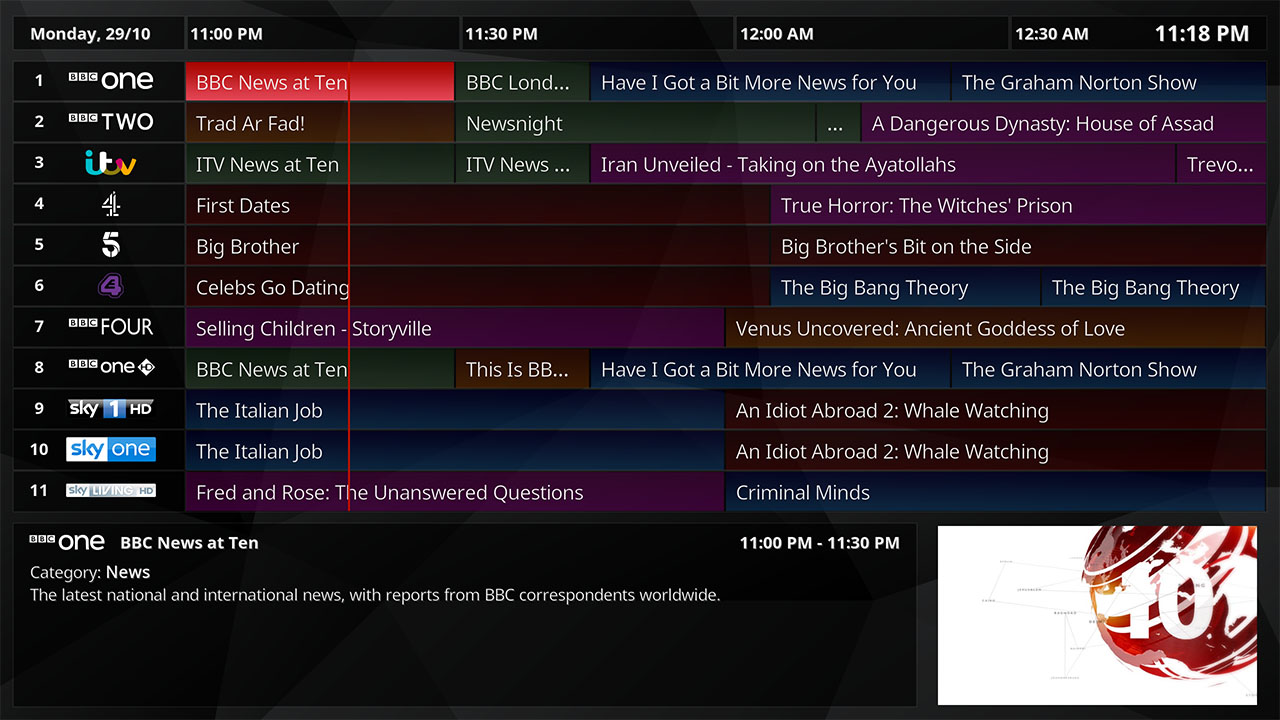 Monday, 29/10 11:00 PM 11:30 PM 12:00 AM 12:30 AM 11:18 PM
1 BBC one BBC News at Ten BBC Lond... Have I Got a Bit More News for You The Graham Norton Show
2 BBC TWO Trad Ar Fad! Newsnight ... A Dangerous Dynasty: House of Assad
3 itv ITV News at Ten ITV News ... Iran Unveiled - Taking on the Ayatollahs Trevo...
4 4 First Dates True Horror: The Witches' Prison
5 5 Big Brother Big Brother's Bit on the Side
6 4 Celebs Go Dating The Big Bang Theory The Big Bang Theory
7 BBC FOUR Selling Children - Storyville Venus Uncovered: Ancient Goddess of Love
8 BBC one HD BBC News at Ten This Is BB... Have I Got a Bit More News for You The Graham Norton Show
9 sky 1 HD The Italian Job An Idiot Abroad 2: Whale Watching
10 sky one The Italian Job An Idiot Abroad 2: Whale Watching
11 sky LIVING HD Fred and Rose: The Unanswered Questions Criminal Minds
BBC one BBC News at Ten 11:00 PM - 11:30 PM
Category: News
The latest national and international news, with reports from BBC correspondents worldwide.
10